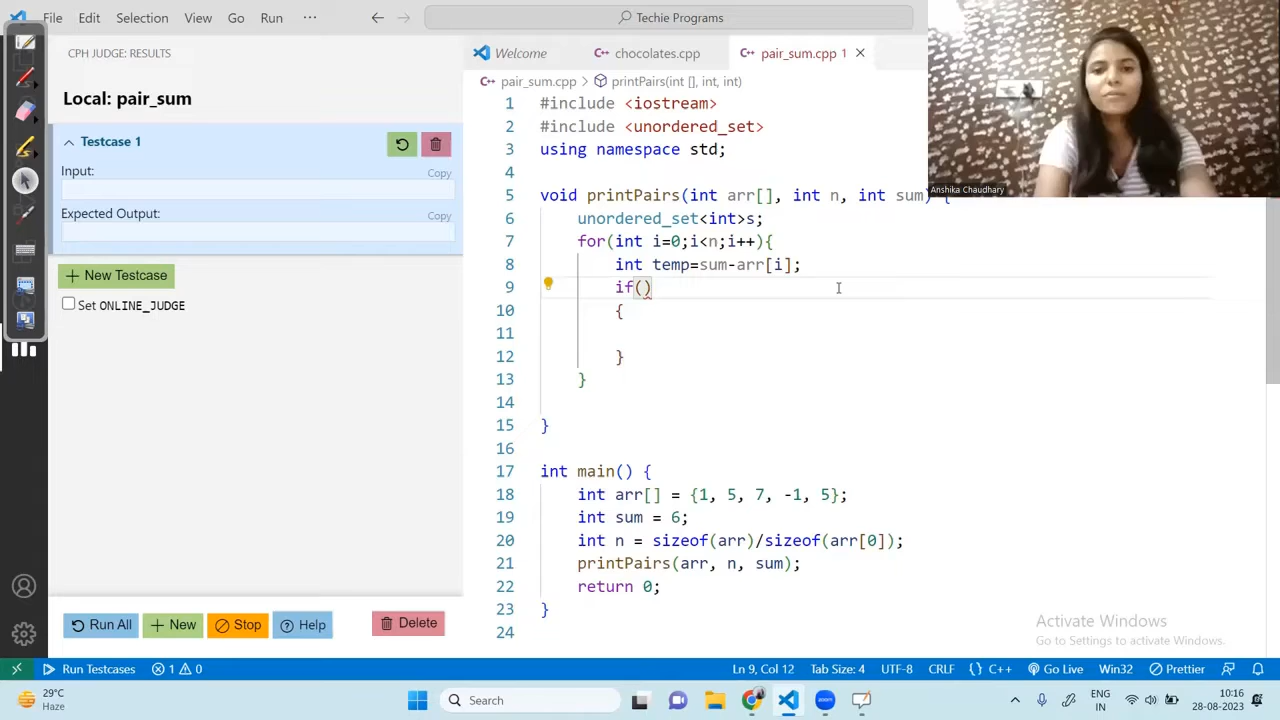 File Edit Selection View Go Run ··· Techie Programs
CPH JUDGE: RESULTS
Local: pair_sum
Testcase 1
Input:
Copy
Expected Output:
Copy
+ New Testcase
Set ONLINE_JUDGE
Run All
+ New
Stop
Help
Delete
Welcome
C++ chocolates.cpp
C++ pair_sum.cpp 1
C++ pair_sum.cpp > printPairs(int [], int, int)
1 #include <iostream>
2 #include <unordered_set>
3 using namespace std;
4
5 void printPairs(int arr[], int n, int sum) {
6 unordered_set<int>s;
7 for(int i=0;i<n;i++){
8 int temp=sum-arr[i];
9 if()
10 {
11
12 }
13 }
14
15 }
16
17 int main() {
18 int arr[] = {1, 5, 7, -1, 5};
19 int sum = 6;
20 int n = sizeof(arr)/sizeof(arr[0]);
21 printPairs(arr, n, sum);
22 return 0;
23 }
24
Anshika Chaudhary
Activate Windows
Go to Settings to activate Windows.
Run Testcases 1 0 Ln 9, Col 12 Tab Size: 4 UTF-8 CRLF {} C++ Go Live Win32 Prettier
29°C
Haze
Search
ENG
IN
10:16
28-08-2023